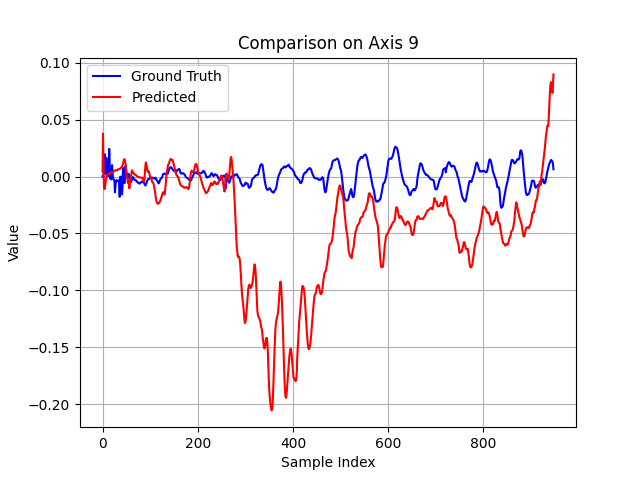 Comparison on Axis 9
Ground Truth
Predicted
0.10
0.05
0.00
−0.05
−0.10
−0.15
−0.20
Value
0 200 400 600 800
Sample Index